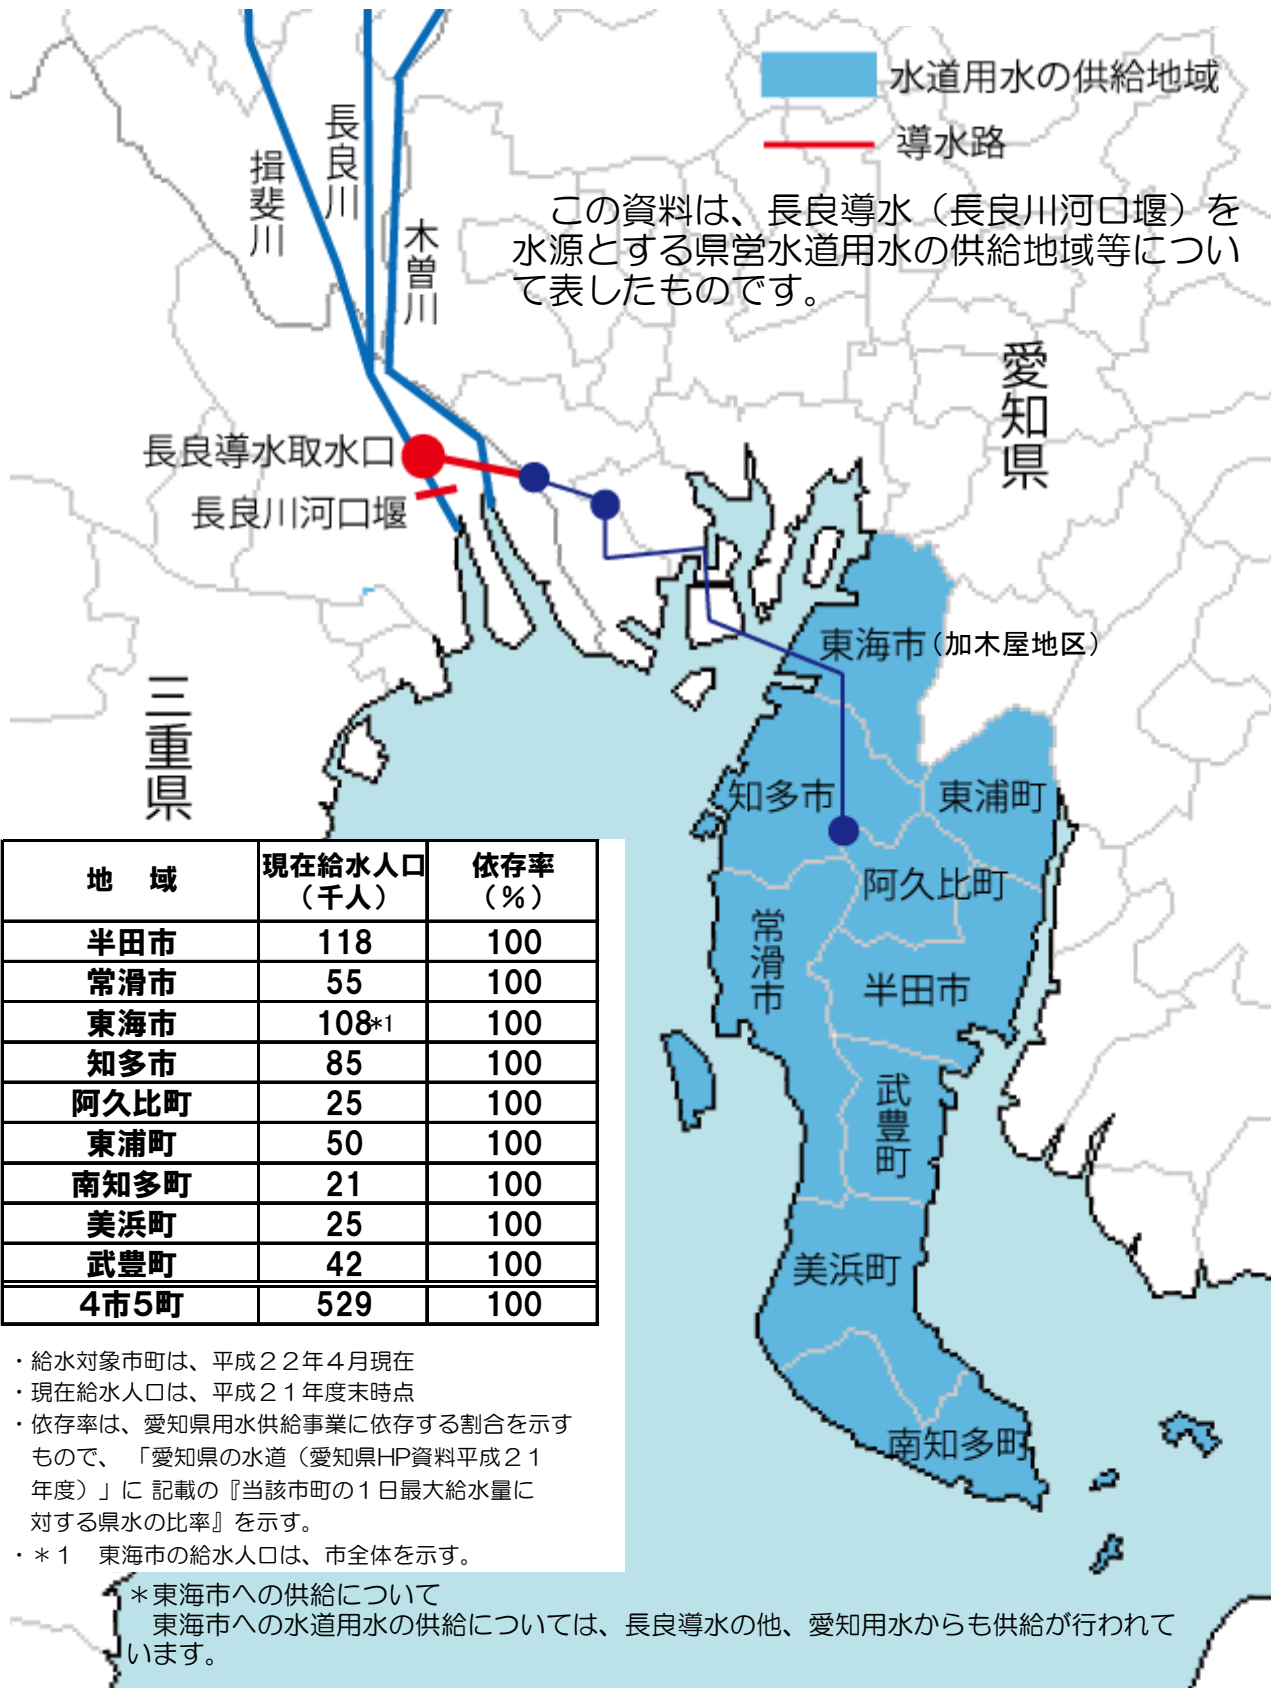 水道用水の供給地域
導水路
揖斐川
長良川
木曽川
この資料は、長良導水（長良川河口堰）を
水源とする県営水道用水の供給地域等につい
て表したものです。
愛知県
長良導水取水口
長良川河口堰
三重県
東海市（加木屋地区）
知多市
東浦町
阿久比町
常滑市
半田市
武豊町
美浜町
南知多町
地　域 現在給水人口（千人） 依存率（％）
半田市 118 100
常滑市 55 100
東海市 108*1 100
知多市 85 100
阿久比町 25 100
東浦町 50 100
南知多町 21 100
美浜町 25 100
武豊町 42 100
4市5町 529 100
・給水対象市町は、平成２２年４月現在
・現在給水人口は、平成２１年度末時点
・依存率は、愛知県用水供給事業に依存する割合を示す
もので、「愛知県の水道（愛知県HP資料平成２１
年度）」に 記載の『当該市町の１日最大給水量に
対する県水の比率』を示す。
・＊１　東海市の給水人口は、市全体を示す。
＊東海市への供給について
東海市への水道用水の供給については、長良導水の他、愛知用水からも供給が行われて
います。